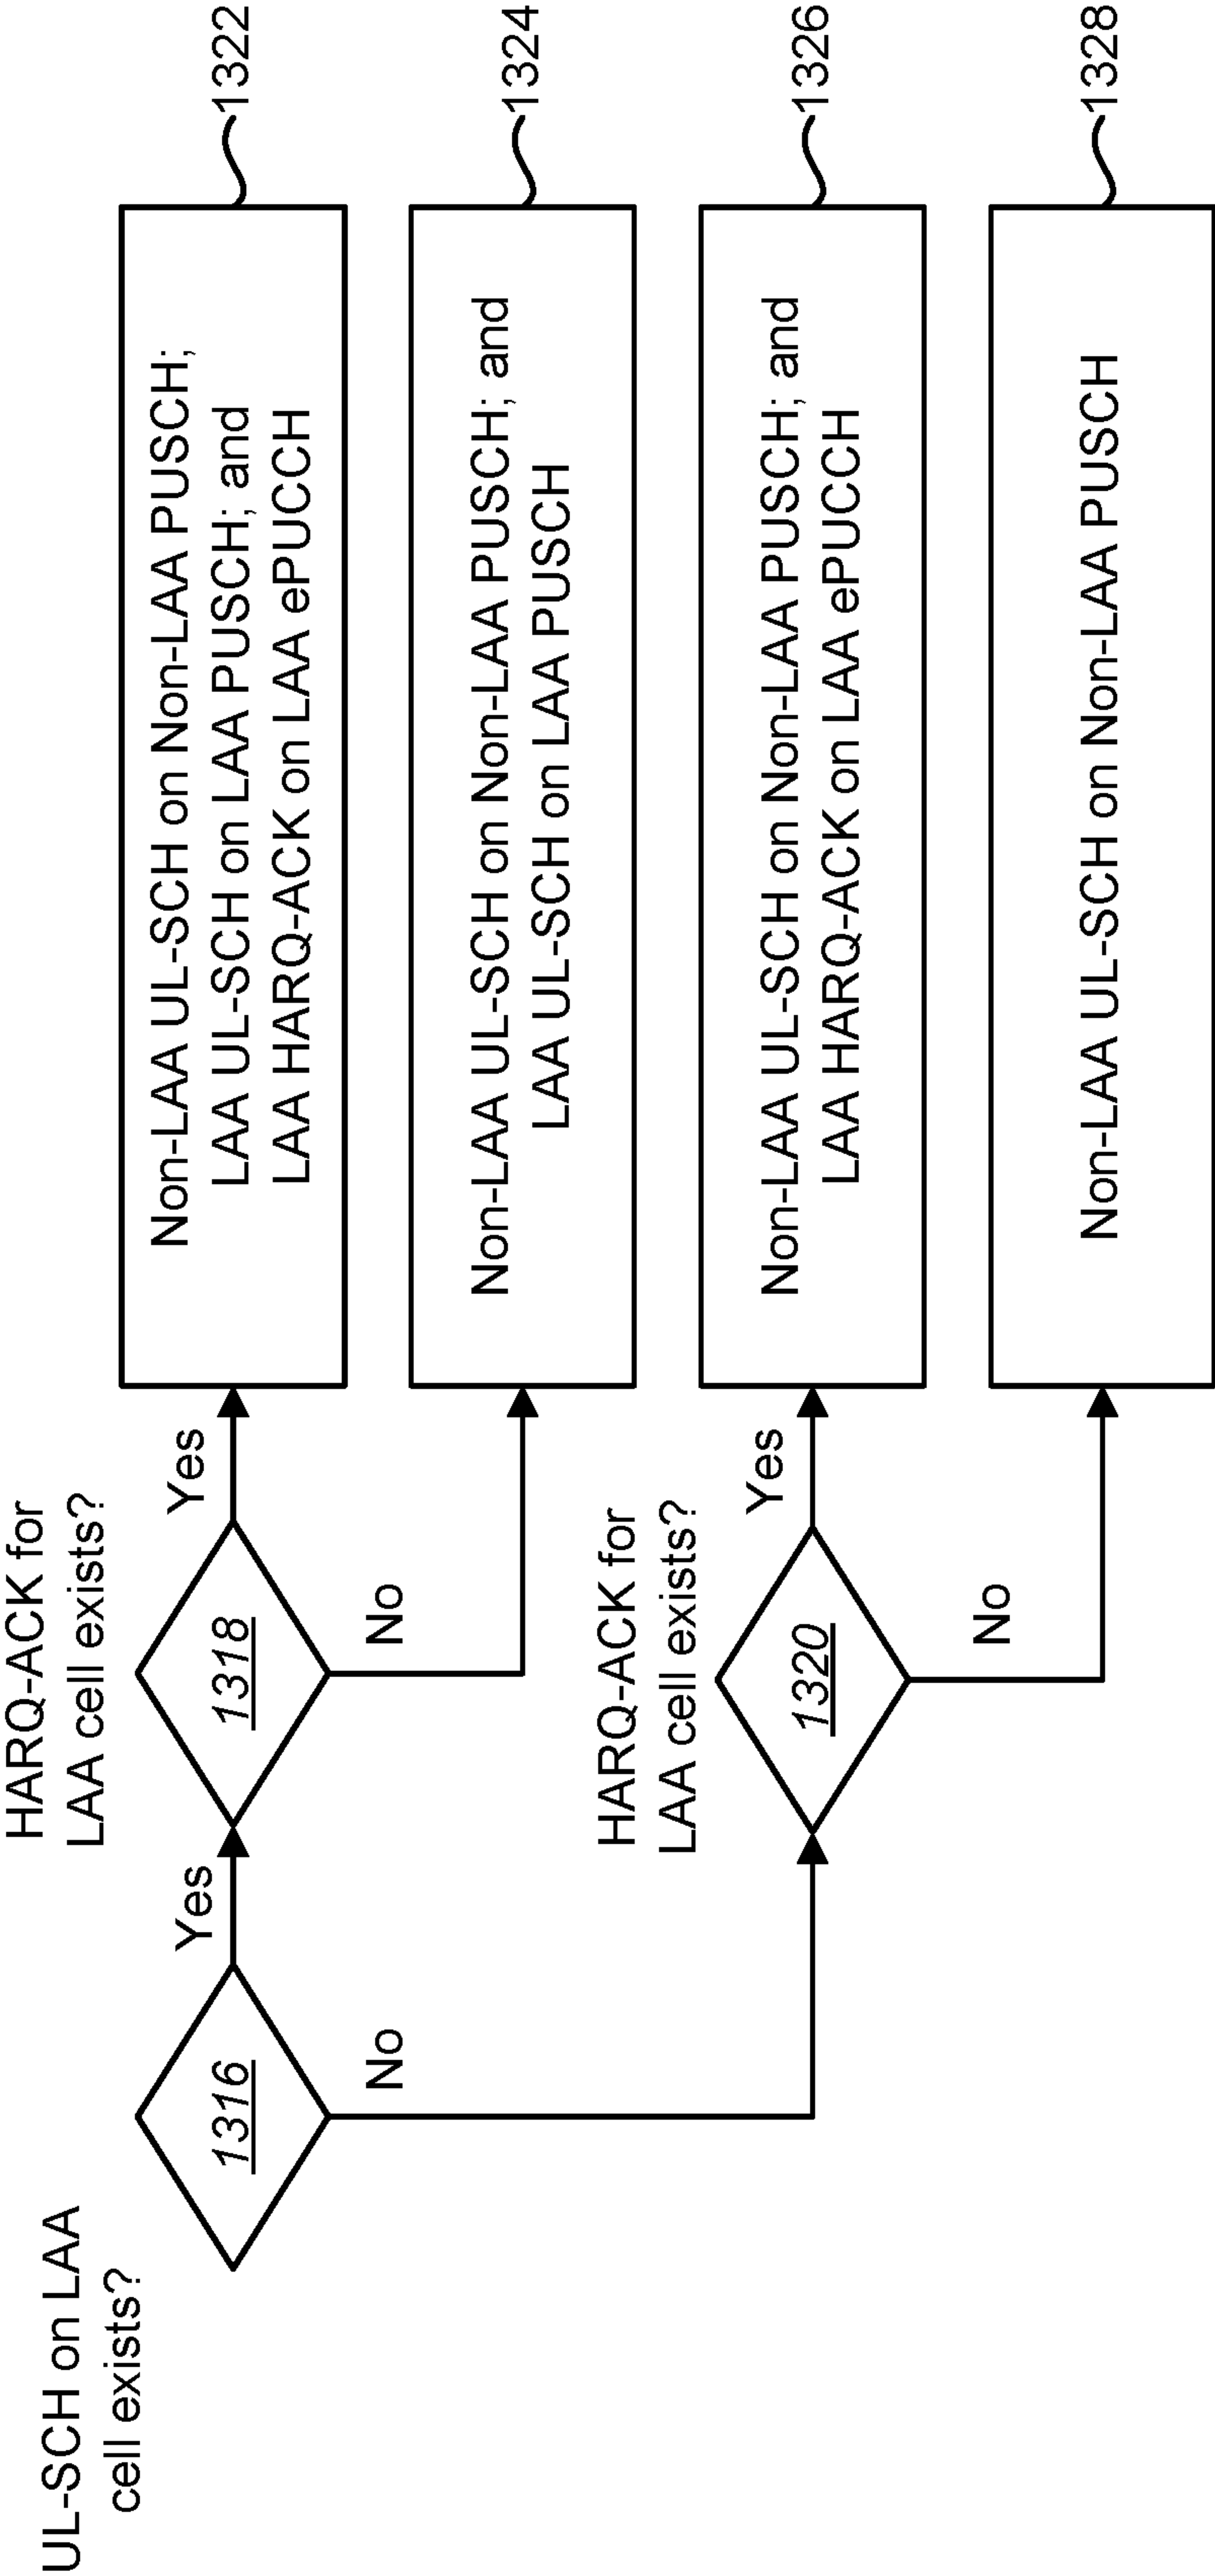 UL-SCH on LAA
cell exists?
1316
Yes
No
HARQ-ACK for
LAA cell exists?
1318
Yes
No
Non-LAA UL-SCH on Non-LAA PUSCH;
LAA UL-SCH on LAA PUSCH; and
LAA HARQ-ACK on LAA ePUCCH
1322
Non-LAA UL-SCH on Non-LAA PUSCH; and
LAA UL-SCH on LAA PUSCH
1324
HARQ-ACK for
LAA cell exists?
1320
Yes
No
Non-LAA UL-SCH on Non-LAA PUSCH; and
LAA HARQ-ACK on LAA ePUCCH
1326
Non-LAA UL-SCH on Non-LAA PUSCH
1328